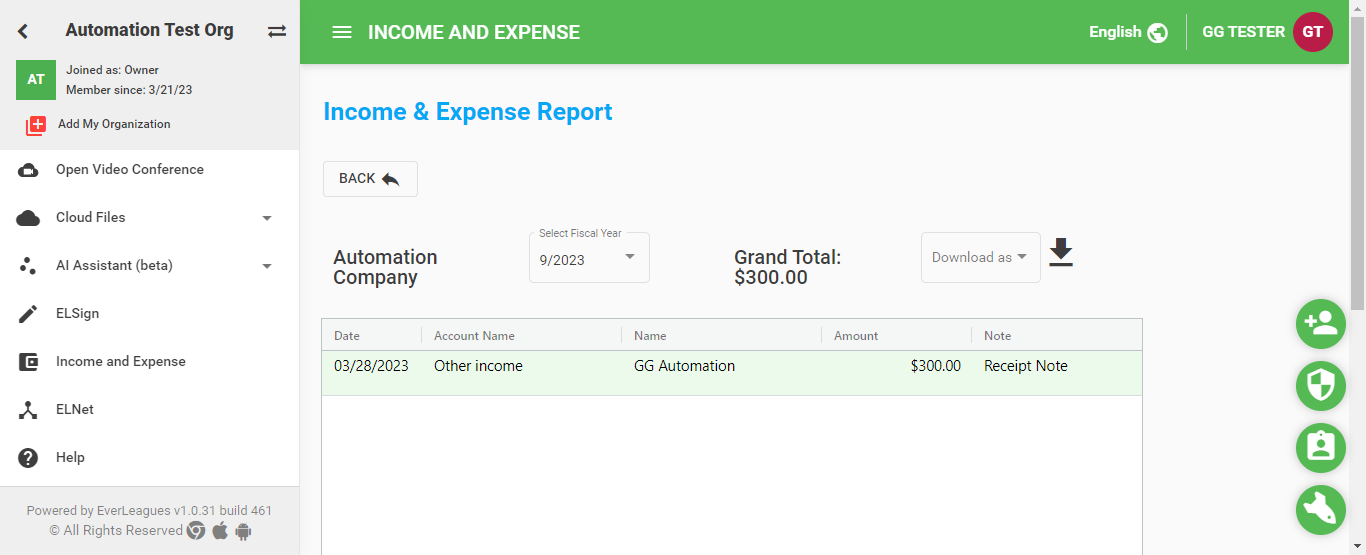 Automation Test Org
AT
Joined as: Owner
Member since: 3/21/23
Add My Organization
Open Video Conference
Cloud Files
AI Assistant (beta)
ELSign
Income and Expense
ELNet
Help
Powered by EverLeagues v1.0.31 build 461
© All Rights Reserved
INCOME AND EXPENSE
English
GG TESTER
GT
Income & Expense Report
BACK
Automation
Company
Select Fiscal Year
9/2023
Grand Total:
$300.00
Download as
Date Account Name Name Amount Note
03/28/2023 Other income GG Automation $300.00 Receipt Note